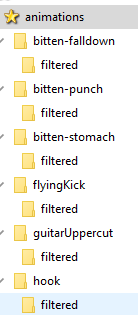 animations
bitten-falldown
filtered
bitten-punch
filtered
bitten-stomach
filtered
flyingKick
filtered
guitarUppercut
filtered
hook
filtered